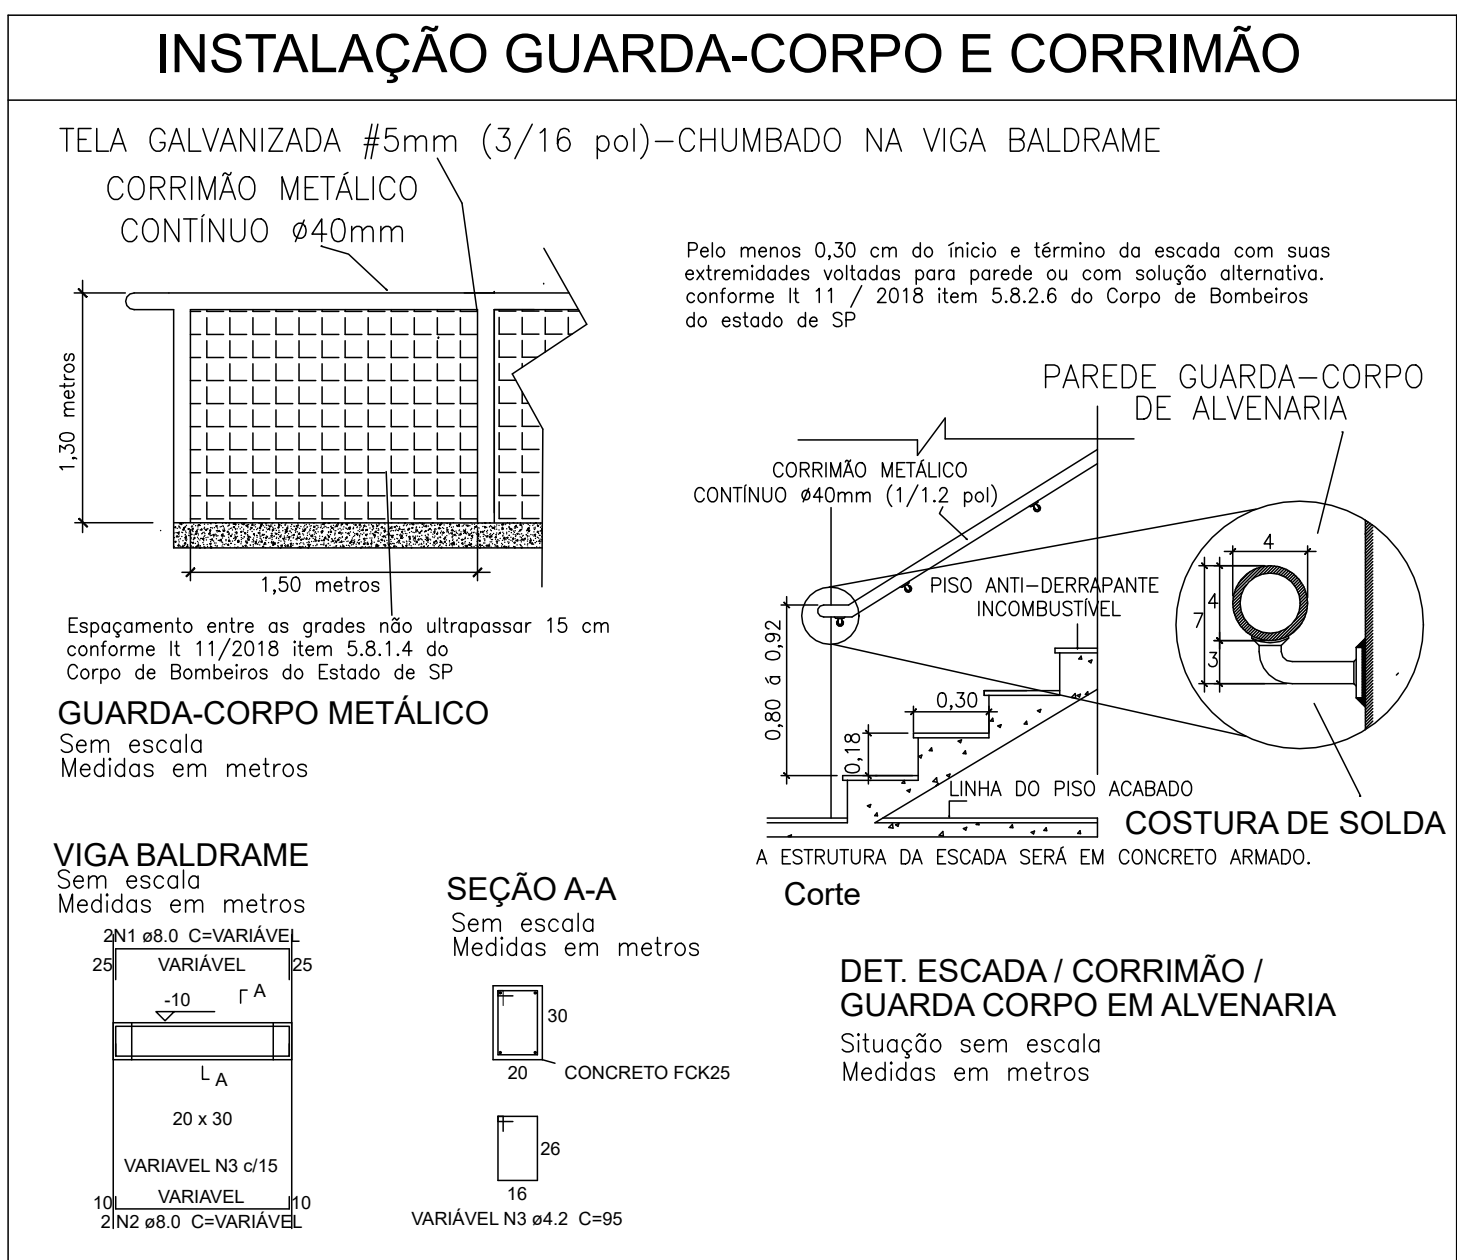 INSTALAÇÃO GUARDA-CORPO E CORRIMÃO
TELA GALVANIZADA #5mm (3/16 pol)-CHUMBADO NA VIGA BALDRAME
CORRIMÃO METÁLICO
CONTÍNUO ø40mm
1,30 metros
1,50 metros
Espaçamento entre as grades não ultrapassar 15 cm
conforme It 11/2018 item 5.8.1.4 do
Corpo de Bombeiros do Estado de SP
GUARDA-CORPO METÁLICO
Sem escala
Medidas em metros
Pelo menos 0,30 cm do ínicio e término da escada com suas
extremidades voltadas para parede ou com solução alternativa.
conforme It 11 / 2018 item 5.8.2.6 do Corpo de Bombeiros
do estado de SP
PAREDE GUARDA-CORPO
DE ALVENARIA
CORRIMÃO METÁLICO
CONTÍNUO ø40mm (1/1.2 pol)
PISO ANTI-DERRAPANTE
INCOMBUSTÍVEL
0,80 á 0,92
0,30
0,18
4
4
7
3
LINHA DO PISO ACABADO
COSTURA DE SOLDA
A ESTRUTURA DA ESCADA SERÁ EM CONCRETO ARMADO.
Corte
DET. ESCADA / CORRIMÃO /
GUARDA CORPO EM ALVENARIA
Situação sem escala
Medidas em metros
VIGA BALDRAME
Sem escala
Medidas em metros
2N1 ø8.0 C=VARIÁVEL
25 VARIÁVEL 25
-10
A
A
20 x 30
VARIAVEL N3 c/15
10 VARIAVEL 10
2 N2 ø8.0 C=VARIÁVEL
SEÇÃO A-A
Sem escala
Medidas em metros
30
20
CONCRETO FCK25
26
16
VARIÁVEL N3 ø4.2 C=95